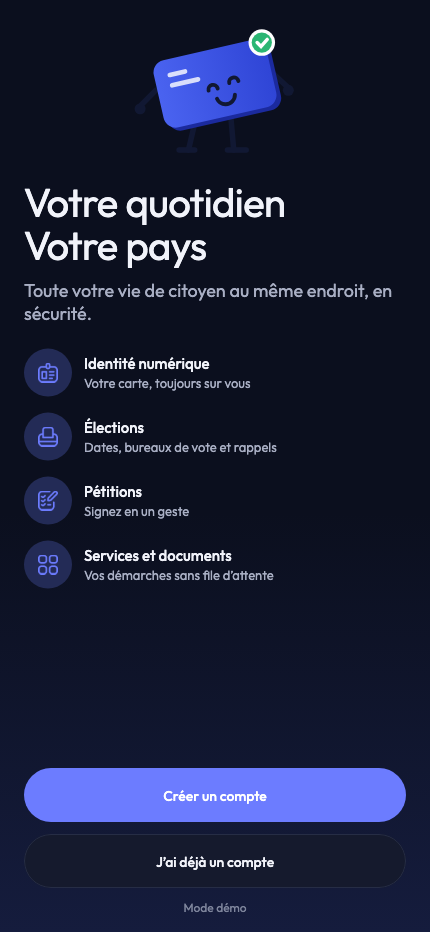 Votre quotidien
Votre pays
Toute votre vie de citoyen au même endroit, en
sécurité.
Identité numérique
Votre carte, toujours sur vous
Élections
Dates, bureaux de vote et rappels
Pétitions
Signez en un geste
Services et documents
Vos démarches sans file d'attente
Créer un compte
J'ai déjà un compte
Mode démo